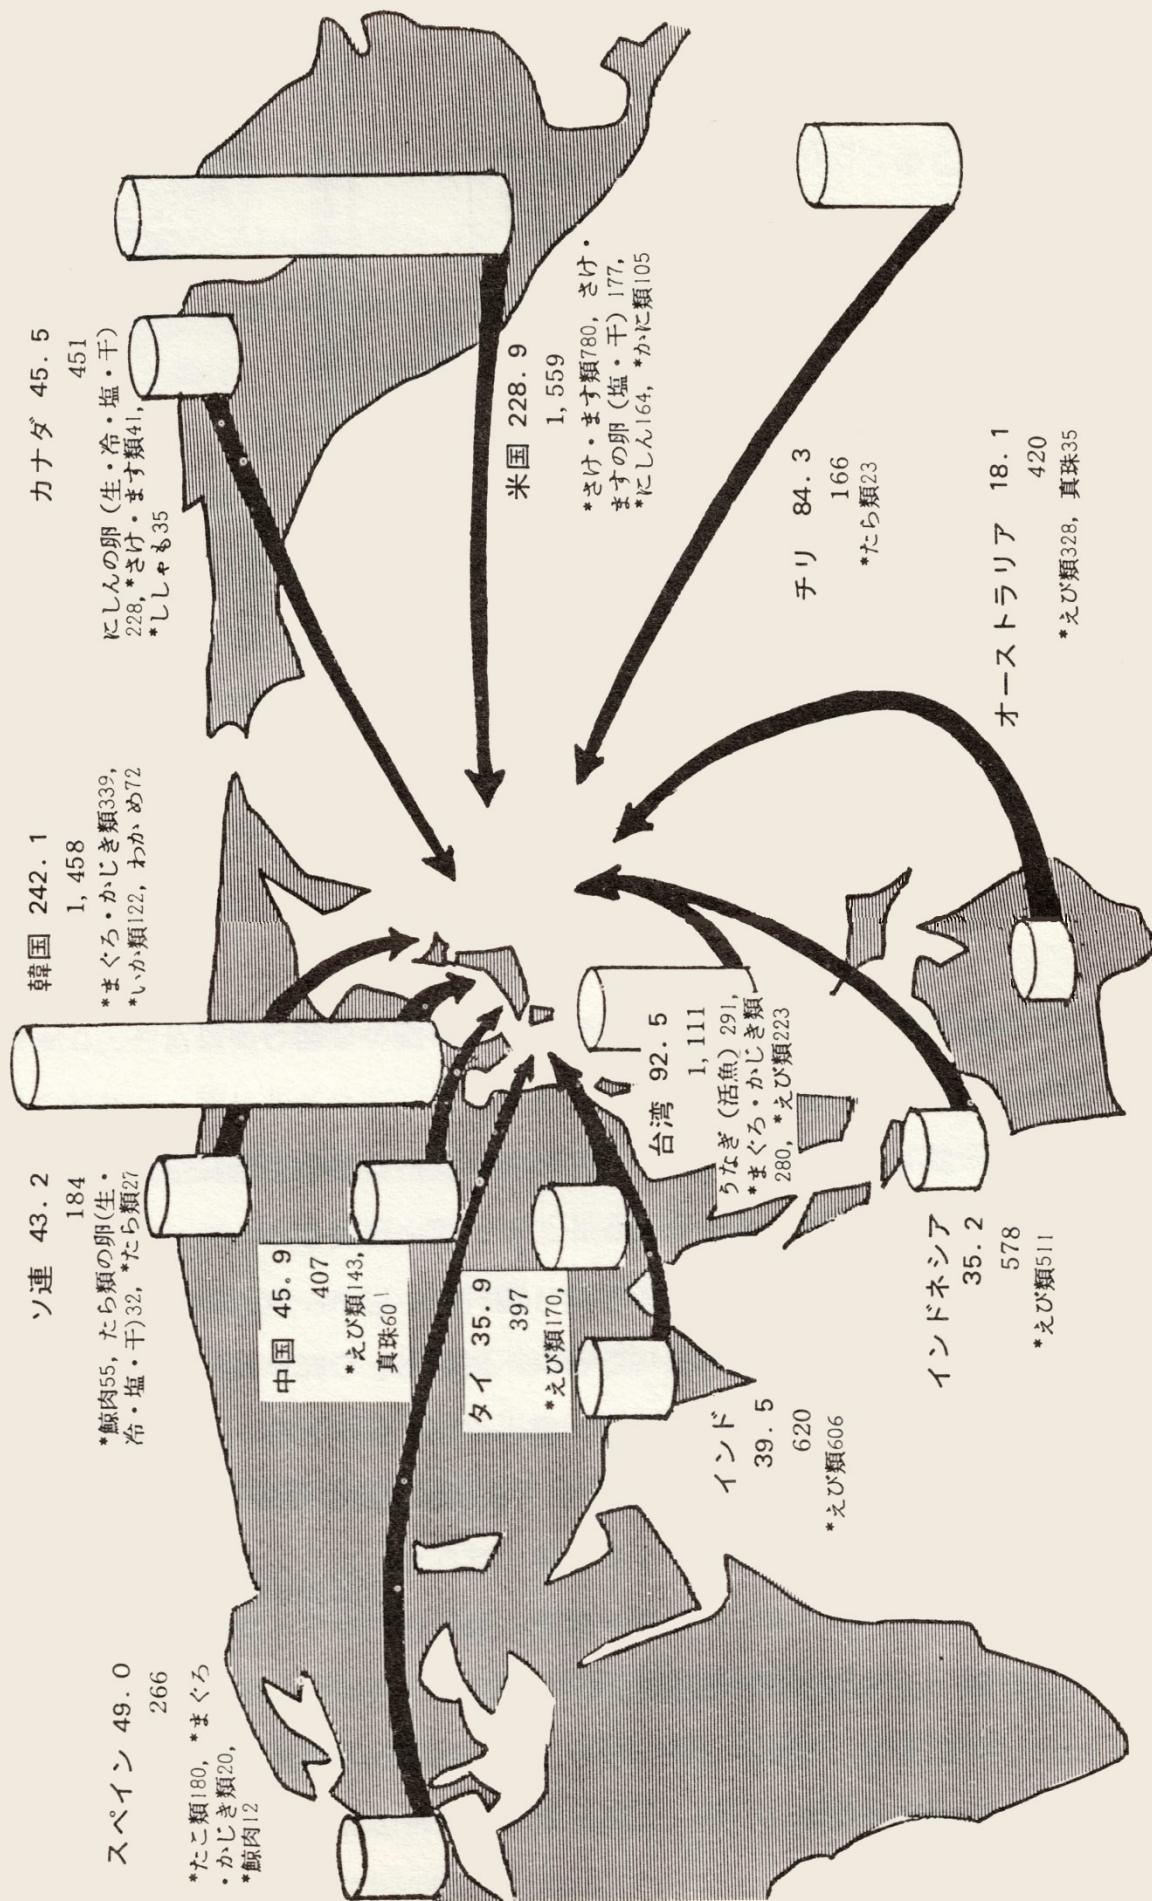 スペイン 49.0
266
*たこ類180, *まぐろ
・かじき類20,
*鯨肉12
ソ連 43.2
184
*鯨肉55, たら類の卵(生・
冷・塩・干)32, *たら類27
韓国 242.1
1,458
*まぐろ・かじき類339,
*いか類122, わかめ72
カナダ 45.5
451
にしんの卵(生・冷・塩・干)
228, *さけ・ます類41,
*ししゃも35
中国 45.9
407
*えび類143,
真珠60
タイ 35.9
397
*えび類170,
インド
39.5
620
*えび類606
台湾 92.5
1,111
うなぎ(活魚)291,
*まぐろ・かじき類
280, *えび類223
米国 228.9
1,559
*さけ・ます類780, さけ・
ますの卵(塩・干)177,
*にしん164, *かに類105
チリ 84.3
166
*たら類23
インドネシア
35.2
578
*えび類511
オーストラリア 18.1
420
*えび類328, 真珠35